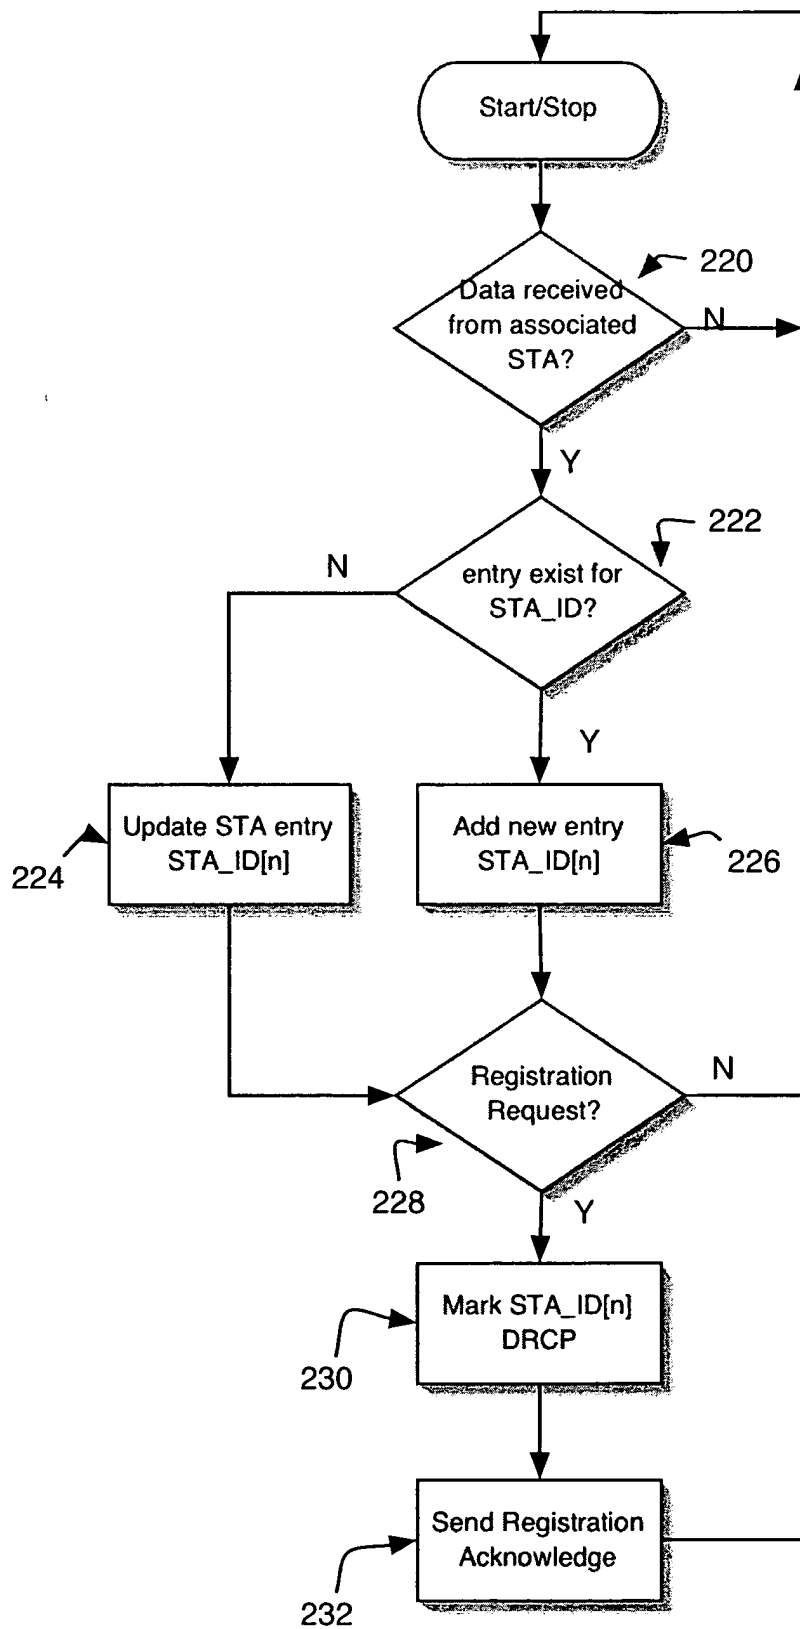 Start/Stop
220
Data received
from associated
STA?
N
Y
222
N
entry exist for
STA_ID?
Y
Update STA entry
STA_ID[n]
224
Add new entry
STA_ID[n]
226
Registration
Request?
N
228
Y
Mark STA_ID[n]
DRCP
230
Send Registration
Acknowledge
232